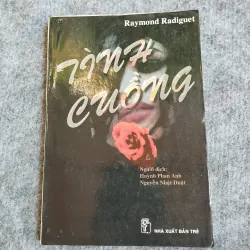 Raymond Radiguet
TÌNH
CUỒNG
Người dịch:
Huỳnh Phan Anh
Nguyễn Nhật Duật
NHÀ XUẤT BẢN TRẺ